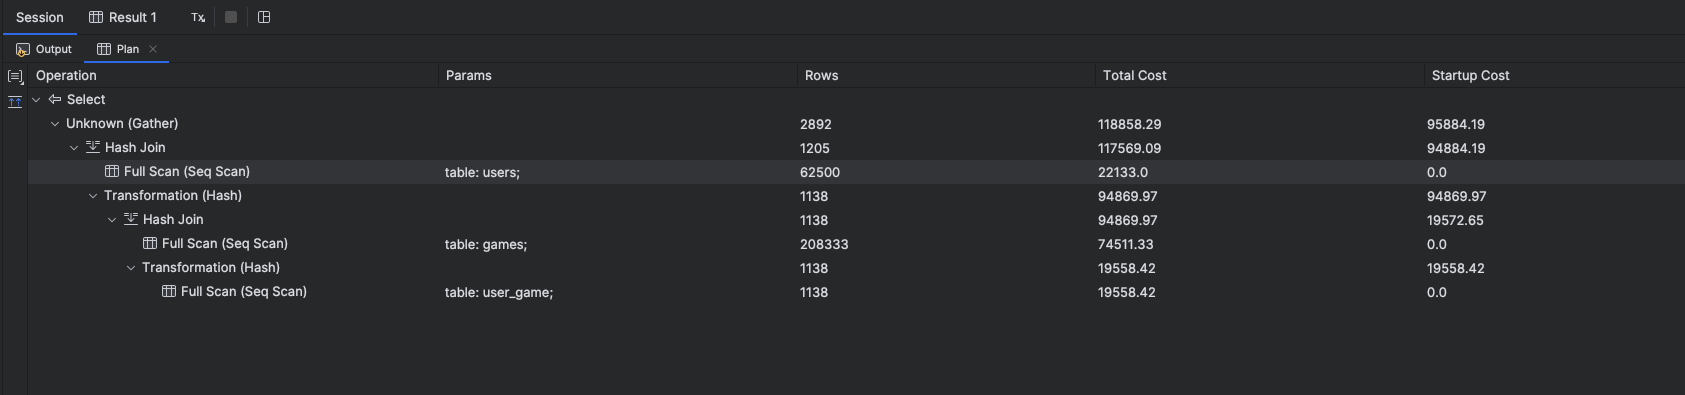 Session Result 1 Tx
Output Plan
Operation Params Rows Total Cost Startup Cost
Select
Unknown (Gather) 2892 118858.29 95884.19
Hash Join 1205 117569.09 94884.19
Full Scan (Seq Scan) table: users; 62500 22133.0 0.0
Transformation (Hash) 1138 94869.97 94869.97
Hash Join 1138 94869.97 19572.65
Full Scan (Seq Scan) table: games; 208333 74511.33 0.0
Transformation (Hash) 1138 19558.42 19558.42
Full Scan (Seq Scan) table: user_game; 1138 19558.42 0.0